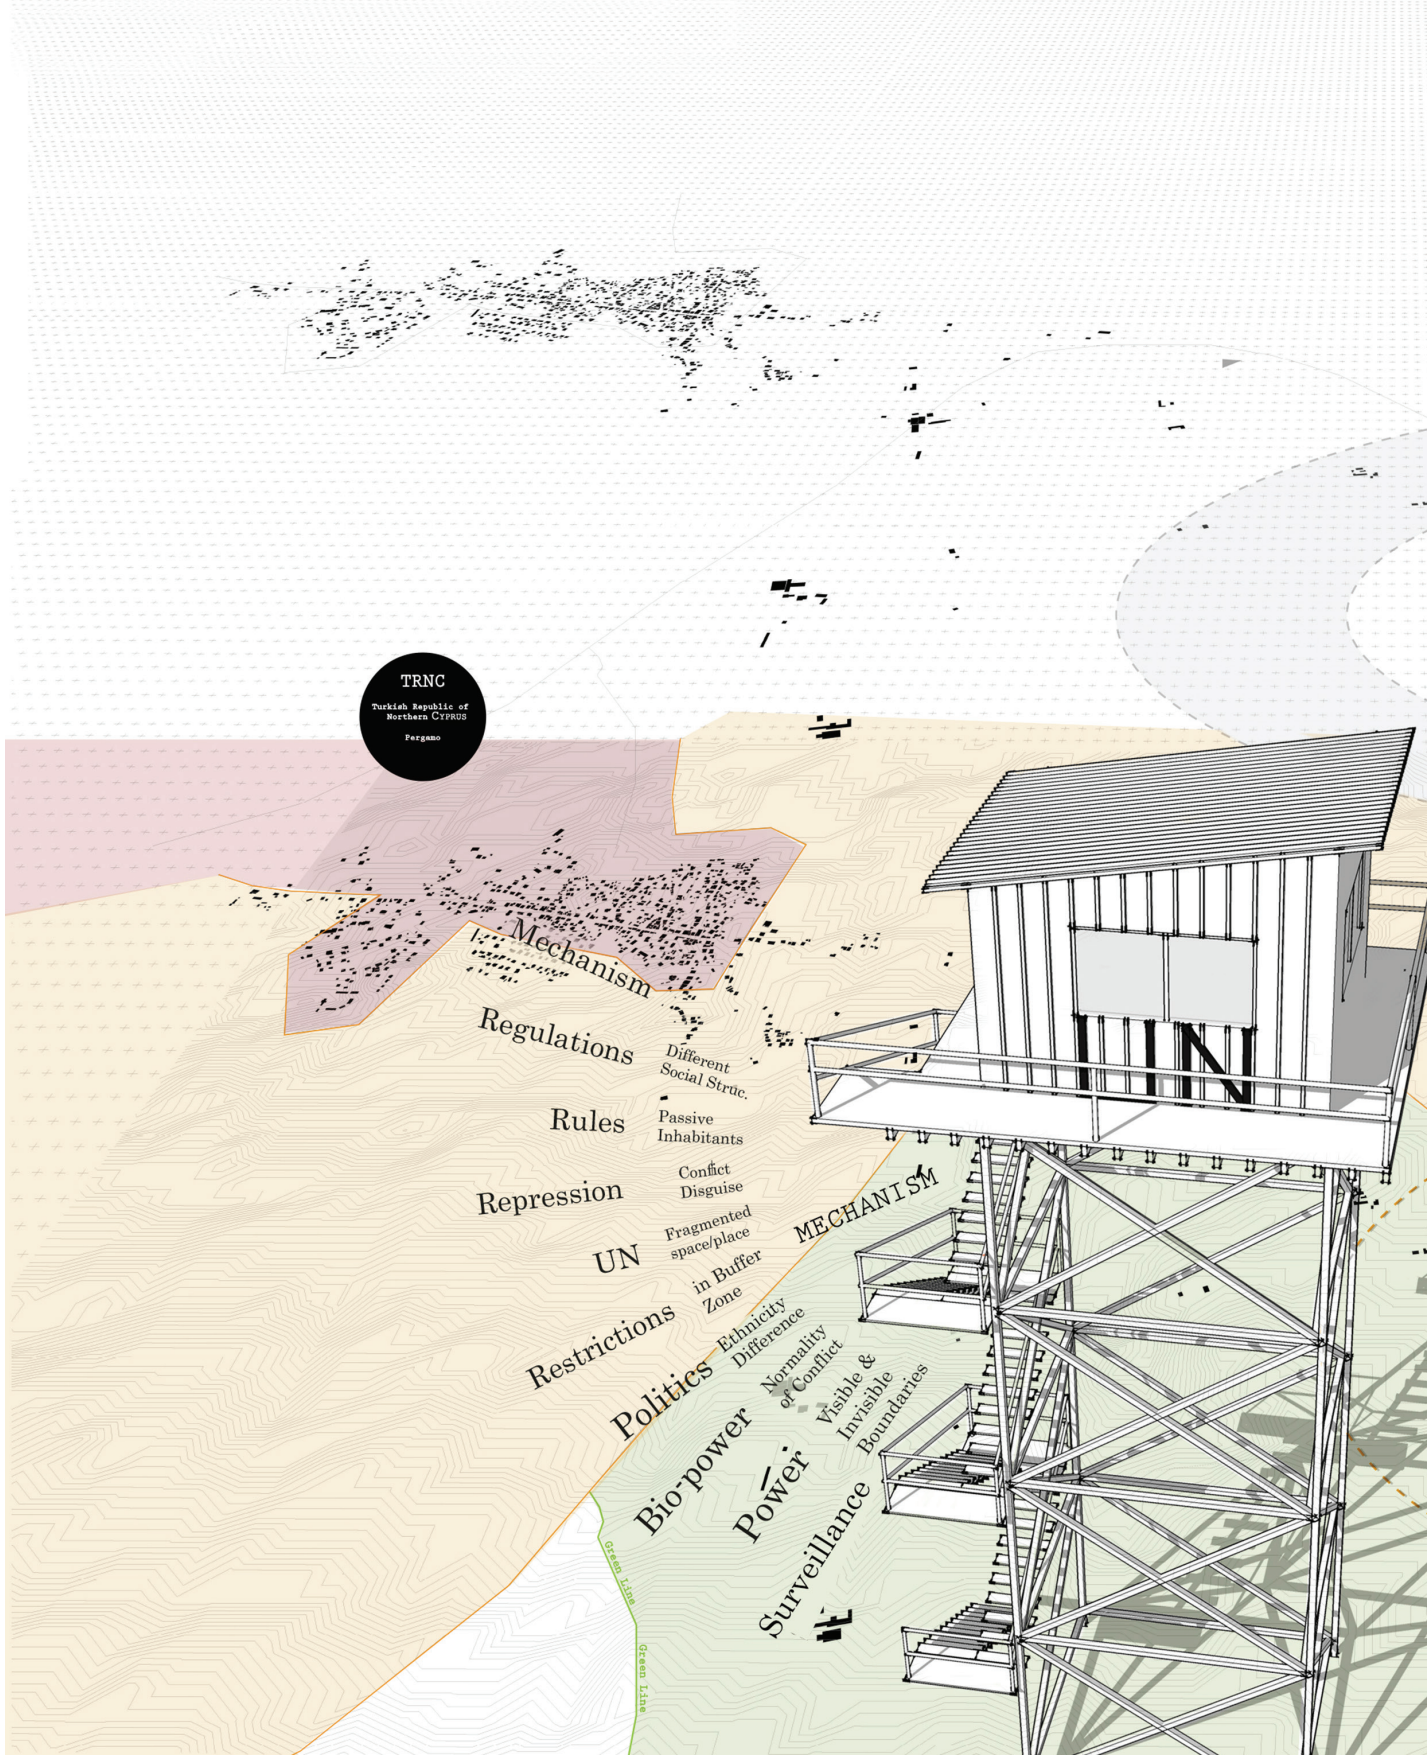 TRNC
Turkish Republic of
Northern CYPRUS
Pergamo
Mechanism
Regulations
Different
Social Struc.
Rules
Passive
Inhabitants
Conflict
Disguise
Repression
Fragmented
space/place
UN
in Buffer
Zone
MECHANISM
Restrictions
Ethnicity
Difference
Politics
Normality
of Conflict
Visible &
Invisible
Boundaries
Bio-power
Power
Surveillance
Green Line
Green Line
UN